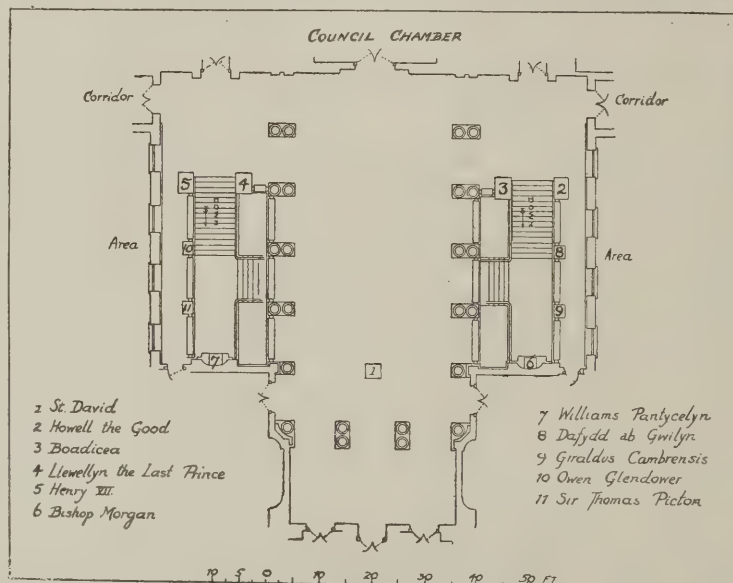 COUNCIL CHAMBER
Corridor
Corridor
5
4
3
2
DOWN
DOWN
Area
10
8
Area
11
9
7
1
6
1 St. David
2 Howell the Good
3 Boadicea
4 Llewellyn the Last Prince
5 Henry VII.
6 Bishop Morgan
7 Williams Pantycelyn
8 Dafydd ab Gwilyn
9 Giraldus Cambrensis
10 Owen Glendower
11 Sir Thomas Picton
10 5 0 10 20 30 40 50 FT